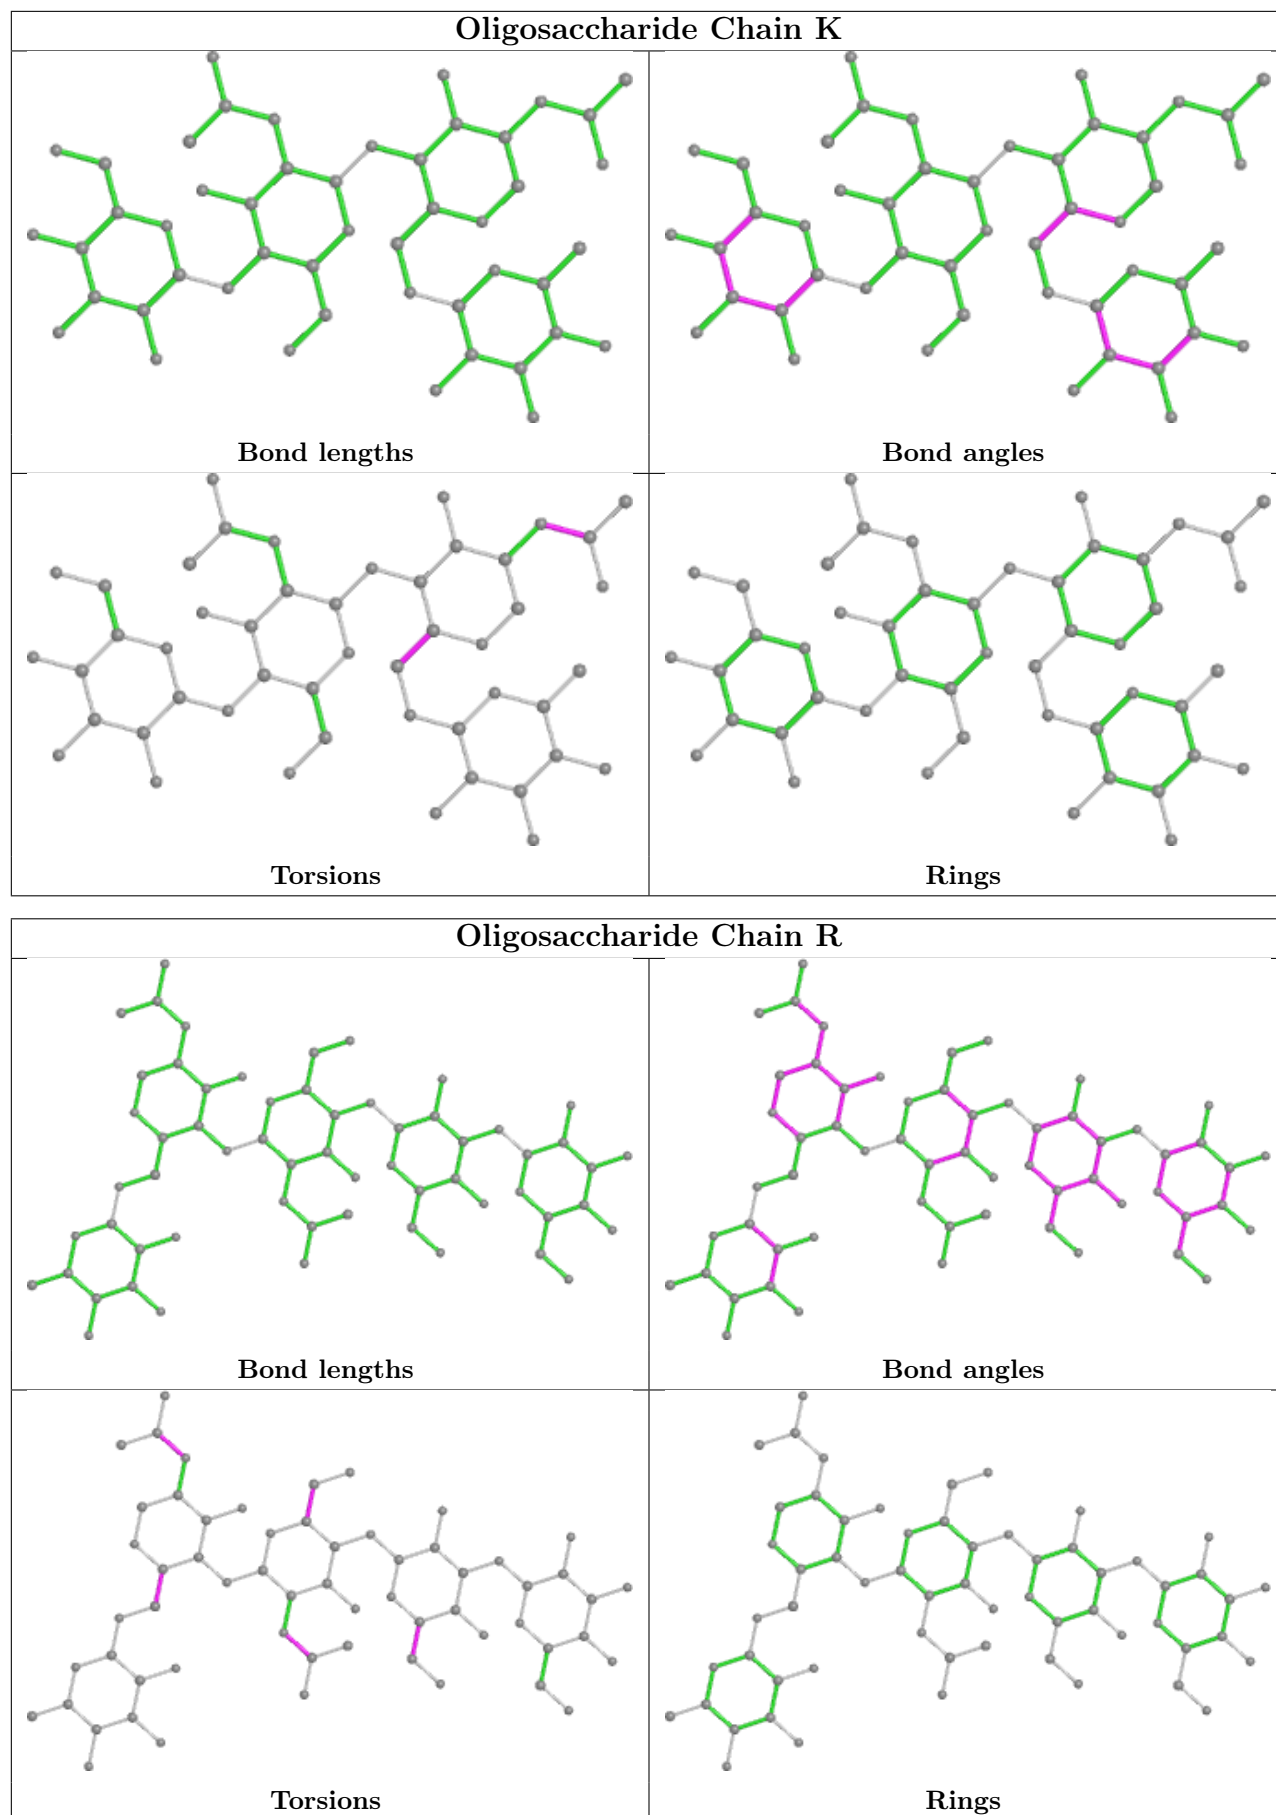 Oligosaccharide Chain K
Bond lengths
Bond angles
Torsions
Rings
Oligosaccharide Chain R
Bond lengths
Bond angles
Torsions
Rings